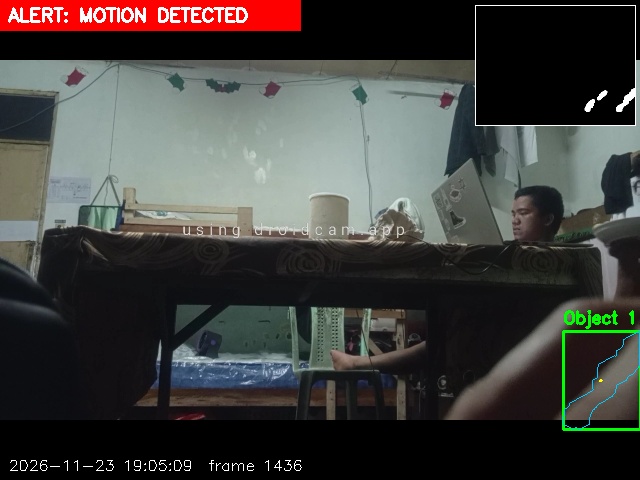 ALERT: MOTION DETECTED
using droidcam.app
Object 1
2026-11-23 19:05:09 frame 1436